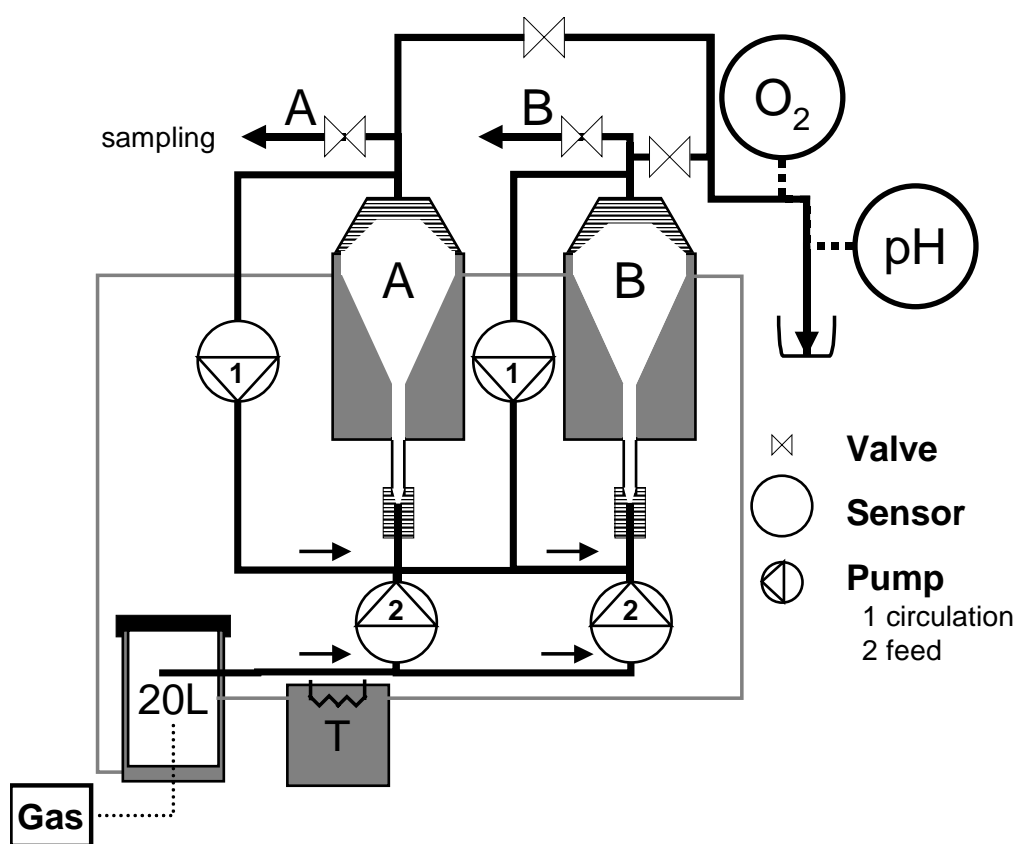 O2
A
B
sampling
pH
A
B
1
1
Valve
Sensor
Pump
1 circulation
2 feed
2
2
20L
T
Gas